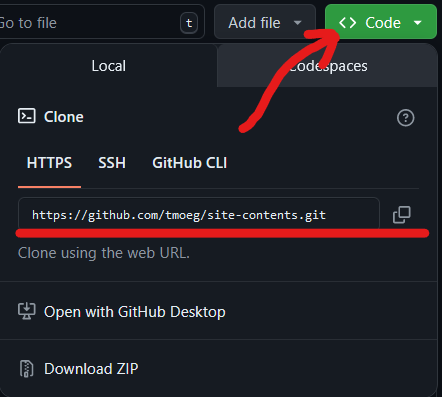 Go to file t Add file <> Code
Local Codespaces
Clone
HTTPS SSH GitHub CLI
https://github.com/tmoeg/site-contents.git
Clone using the web URL.
Open with GitHub Desktop
Download ZIP